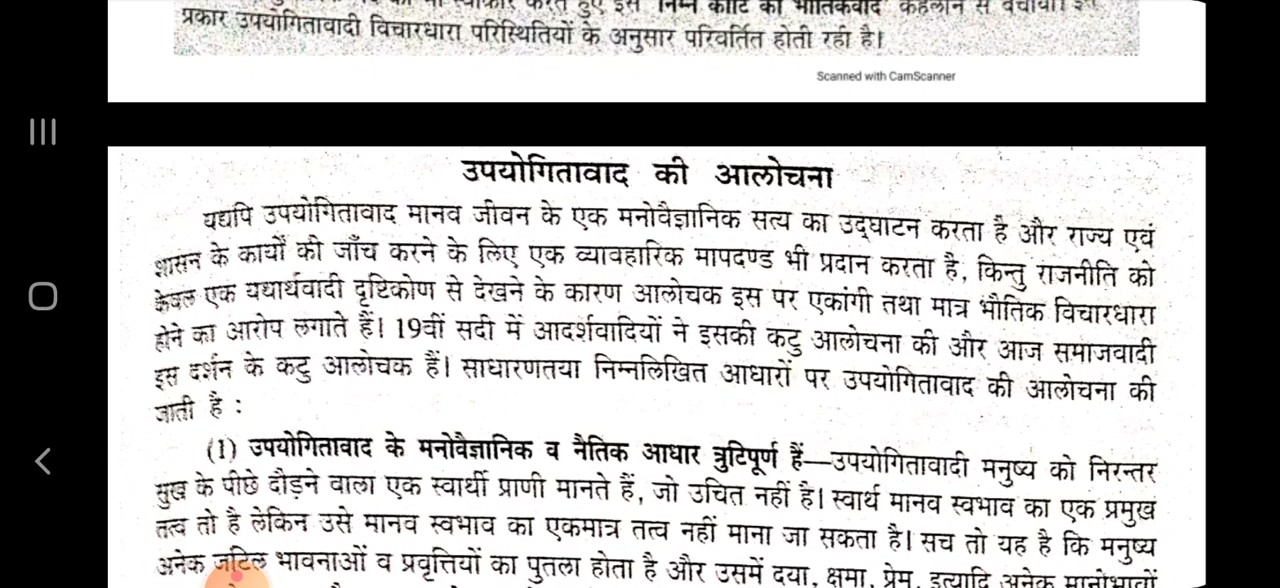 हुए इसे 'निम्न कोटि का भौतिकवाद' कहलाने से बचाया।
प्रकार उपयोगितावादी विचारधारा परिस्थितियों के अनुसार परिवर्तित होती रही है।
Scanned with CamScanner
उपयोगितावाद की आलोचना
यद्यपि उपयोगितावाद मानव जीवन के एक मनोवैज्ञानिक सत्य का उद्घाटन करता है और राज्य एवं
शासन के कार्यों की जाँच करने के लिए एक व्यावहारिक मापदण्ड भी प्रदान करता है, किन्तु राजनीति को
केवल एक यथार्थवादी दृष्टिकोण से देखने के कारण आलोचक इस पर एकांगी तथा मात्र भौतिक विचारधारा
होने का आरोप लगाते हैं। 19वीं सदी में आदर्शवादियों ने इसकी कटु आलोचना की और आज समाजवादी
इस दर्शन के कटु आलोचक हैं। साधारणतया निम्नलिखित आधारों पर उपयोगितावाद की आलोचना की
जाती है :
(1) उपयोगितावाद के मनोवैज्ञानिक व नैतिक आधार त्रुटिपूर्ण हैं—उपयोगितावादी मनुष्य को निरन्तर
सुख के पीछे दौड़ने वाला एक स्वार्थी प्राणी मानते हैं, जो उचित नहीं है। स्वार्थ मानव स्वभाव का एक प्रमुख
तत्व तो है लेकिन उसे मानव स्वभाव का एकमात्र तत्व नहीं माना जा सकता है। सच तो यह है कि मनुष्य
अनेक जटिल भावनाओं व प्रवृत्तियों का पुतला होता है और उसमें दया, क्षमा, प्रेम, इत्यादि अनेक मानोभावों